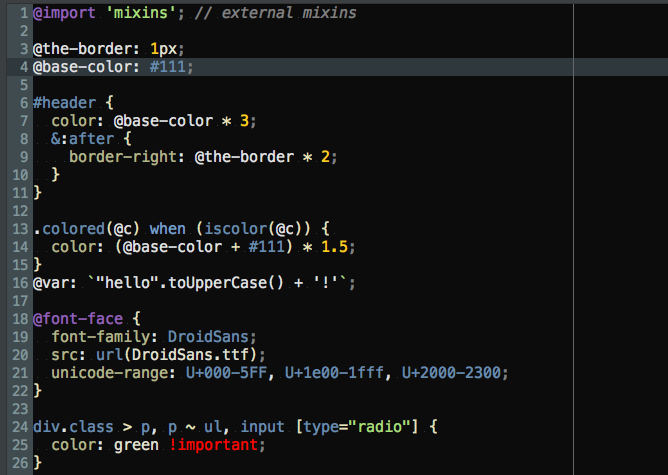 1 @import 'mixins'; // external mixins
2
3 @the-border: 1px;
4 @base-color: #111;
5
6 #header {
7   color: @base-color * 3;
8   &:after {
9     border-right: @the-border * 2;
10   }
11 }
12
13 .colored(@c) when (iscolor(@c)) {
14   color: (@base-color + #111) * 1.5;
15 }
16 @var: `"hello".toUpperCase() + '!'`;
17
18 @font-face {
19   font-family: DroidSans;
20   src: url(DroidSans.ttf);
21   unicode-range: U+000-5FF, U+1e00-1fff, U+2000-2300;
22 }
23
24 div.class > p, p ~ ul, input [type="radio"] {
25   color: green !important;
26 }